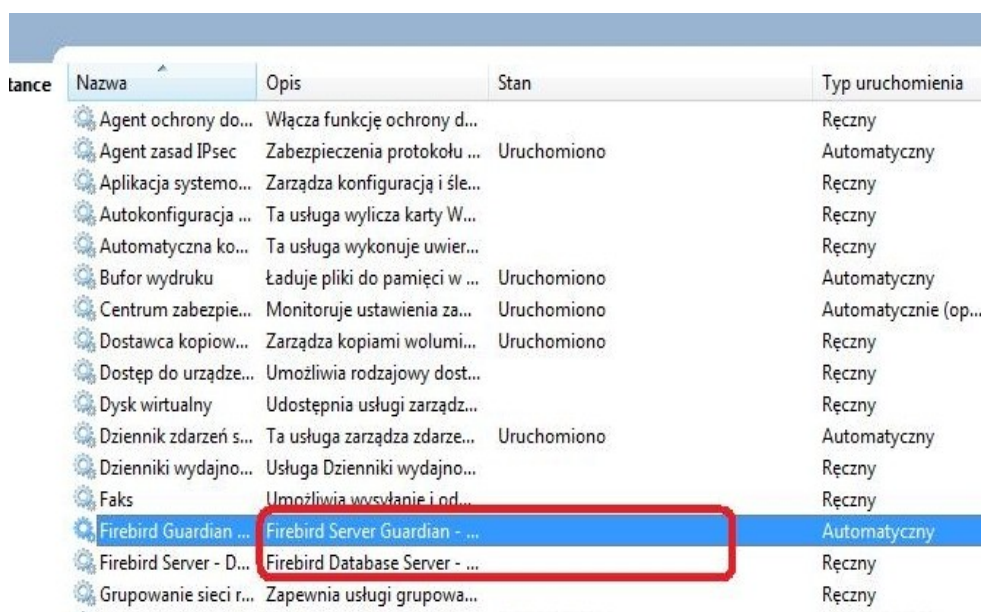 tance Nazwa Opis Stan Typ uruchomienia
Agent ochrony do... Włącza funkcję ochrony d... Ręczny
Agent zasad IPsec Zabezpieczenia protokołu ... Uruchomiono Automatyczny
Aplikacja systemo... Zarządza konfiguracją i śle... Ręczny
Autokonfiguracja ... Ta usługa wylicza karty W... Ręczny
Automatyczna ko... Ta usługa wykonuje uwier... Ręczny
Bufor wydruku Ładuje pliki do pamięci w ... Uruchomiono Automatyczny
Centrum zabezpie... Monitoruje ustawienia za... Uruchomiono Automatycznie (op...
Dostawca kopiow... Zarządza kopiami wolumi... Uruchomiono Ręczny
Dostęp do urządze... Umożliwia rodzajowy dost... Ręczny
Dysk wirtualny Udostępnia usługi zarządz... Ręczny
Dziennik zdarzeń s... Ta usługa zarządza zdarze... Uruchomiono Automatyczny
Dzienniki wydajno... Usługa Dzienniki wydajno... Ręczny
Faks Umożliwia wysyłanie i od... Ręczny
Firebird Guardian ... Firebird Server Guardian - ... Automatyczny
Firebird Server - D... Firebird Database Server - ... Ręczny
Grupowanie sieci r... Zapewnia usługi grupowa... Ręczny